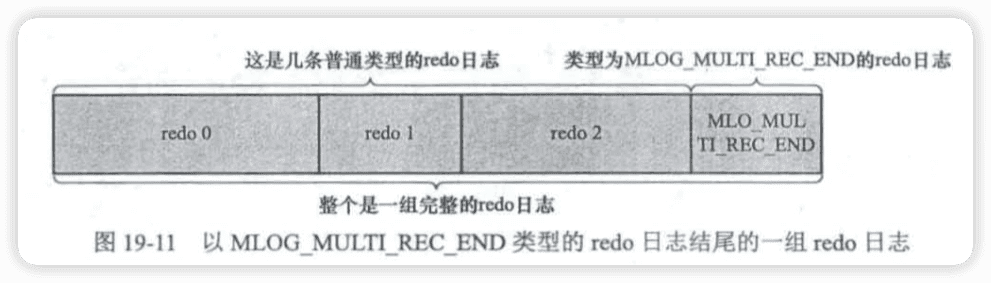 这是几条普通类型的redo日志 类型为MLOG_MULTI_REC_END的redo日志
redo 0 redo 1 redo 2 MLO_MUL
TI_REC_END
整个是一组完整的redo日志
图 19-11 以 MLOG_MULTI_REC_END 类型的 redo 日志结尾的一组 redo 日志